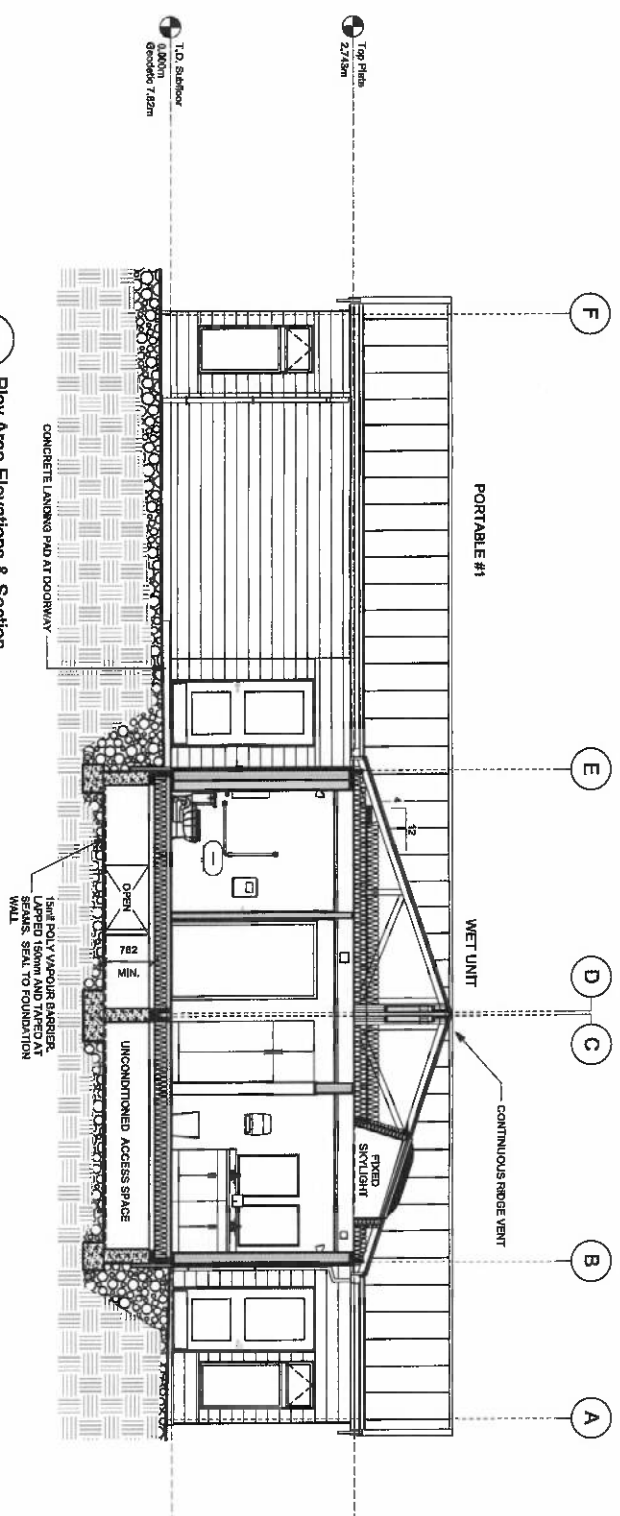 F
E
D
C
B
A
PORTABLE #1
WET UNIT
CONTINUOUS RIDGE VENT
12
Top Plate
2.743m
FIXED
SKYLIGHT
T.O. Subfloor
0.000m
Geodetic 7.62m
OPEN
762
MIN.
UNCONDITIONED ACCESS SPACE
CONCRETE LANDING PAD AT DOORWAY
15mil POLY VAPOUR BARRIER.
LAPPED 150mm AND TAPED AT
SEAMS. SEAL TO FOUNDATION
WALL
Play Area Elevations & Section